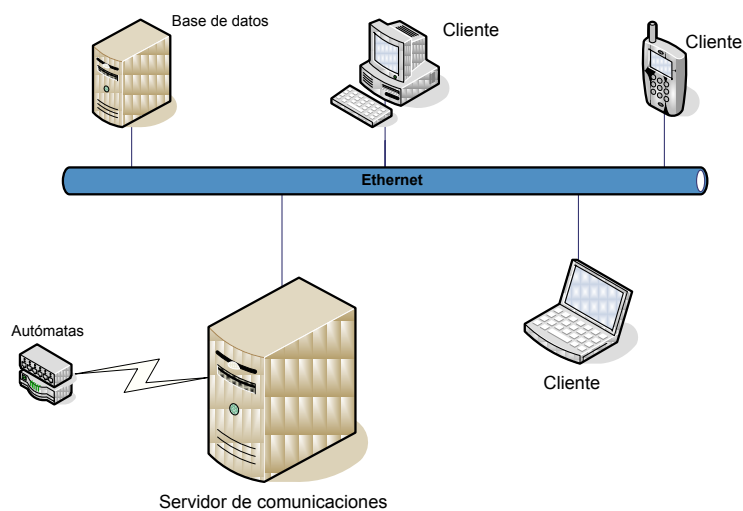 Base de datos
Cliente
Cliente
Ethernet
Autómatas
Cliente
Servidor de comunicaciones